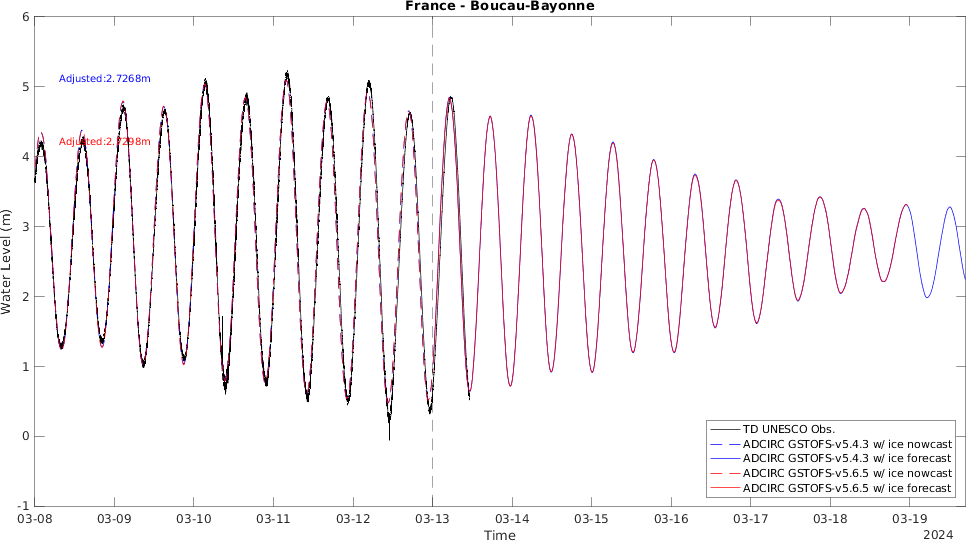 France - Boucau-Bayonne
6
5
4
3
2
1
0
-1
Water Level (m)
Adjusted:2.7268m
Adjusted:2.7298m
TD UNESCO Obs.
ADCIRC GSTOFS-v5.4.3 w/ ice nowcast
ADCIRC GSTOFS-v5.4.3 w/ ice forecast
ADCIRC GSTOFS-v5.6.5 w/ ice nowcast
ADCIRC GSTOFS-v5.6.5 w/ ice forecast
03-08 03-09 03-10 03-11 03-12 03-13 03-14 03-15 03-16 03-17 03-18 03-19
Time
2024